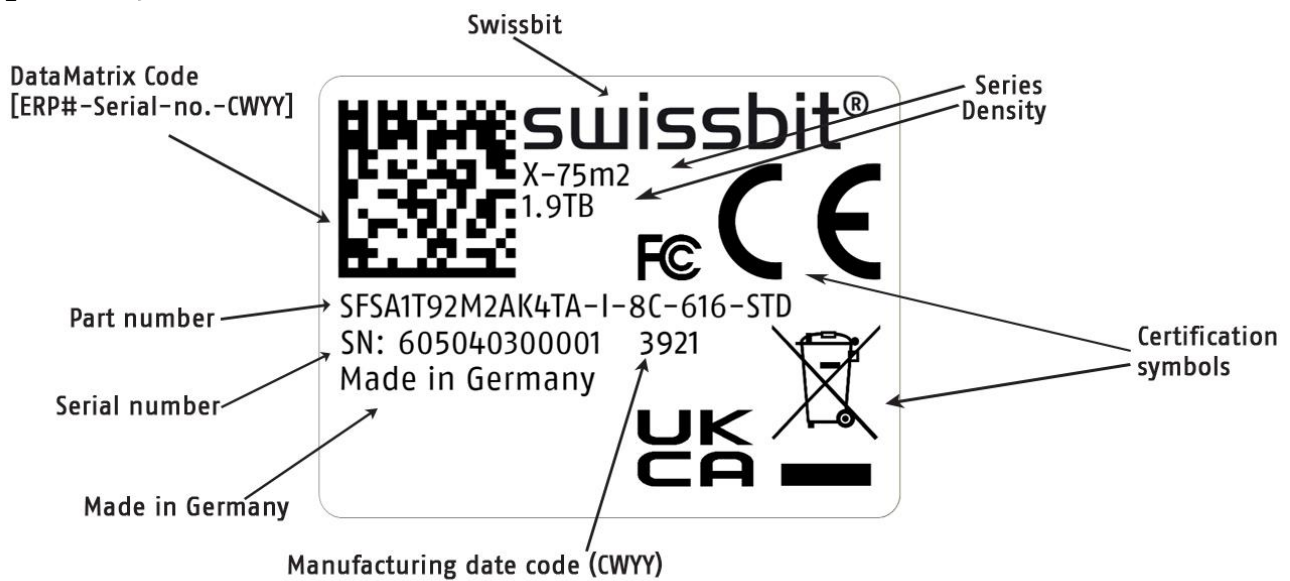 Swissbit
DataMatrix Code
[ERP#-Serial-no.-CWYY]
Series
Density
swissbit®
X-75m2
1.9TB
FC
CE
Part number
SFSA1T92M2AK4TA-I-8C-616-STD
SN: 605040300001 3921
Made in Germany
Certification
symbols
Serial number
UK
CA
Made in Germany
Manufacturing date code (CWYY)